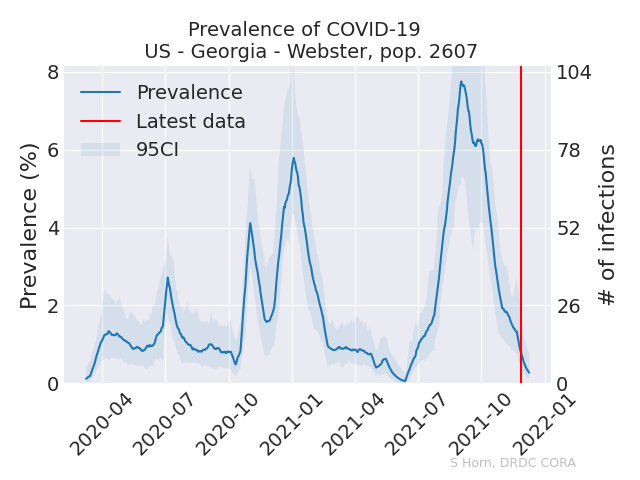 Prevalence of COVID-19
US - Georgia - Webster, pop. 2607
Prevalence
Latest data
95CI
Prevalence (%)
8
6
4
2
0
# of infections
104
78
52
26
0
2020-04
2020-07
2020-10
2021-01
2021-04
2021-07
2021-10
2022-01
S Horn, DRDC CORA